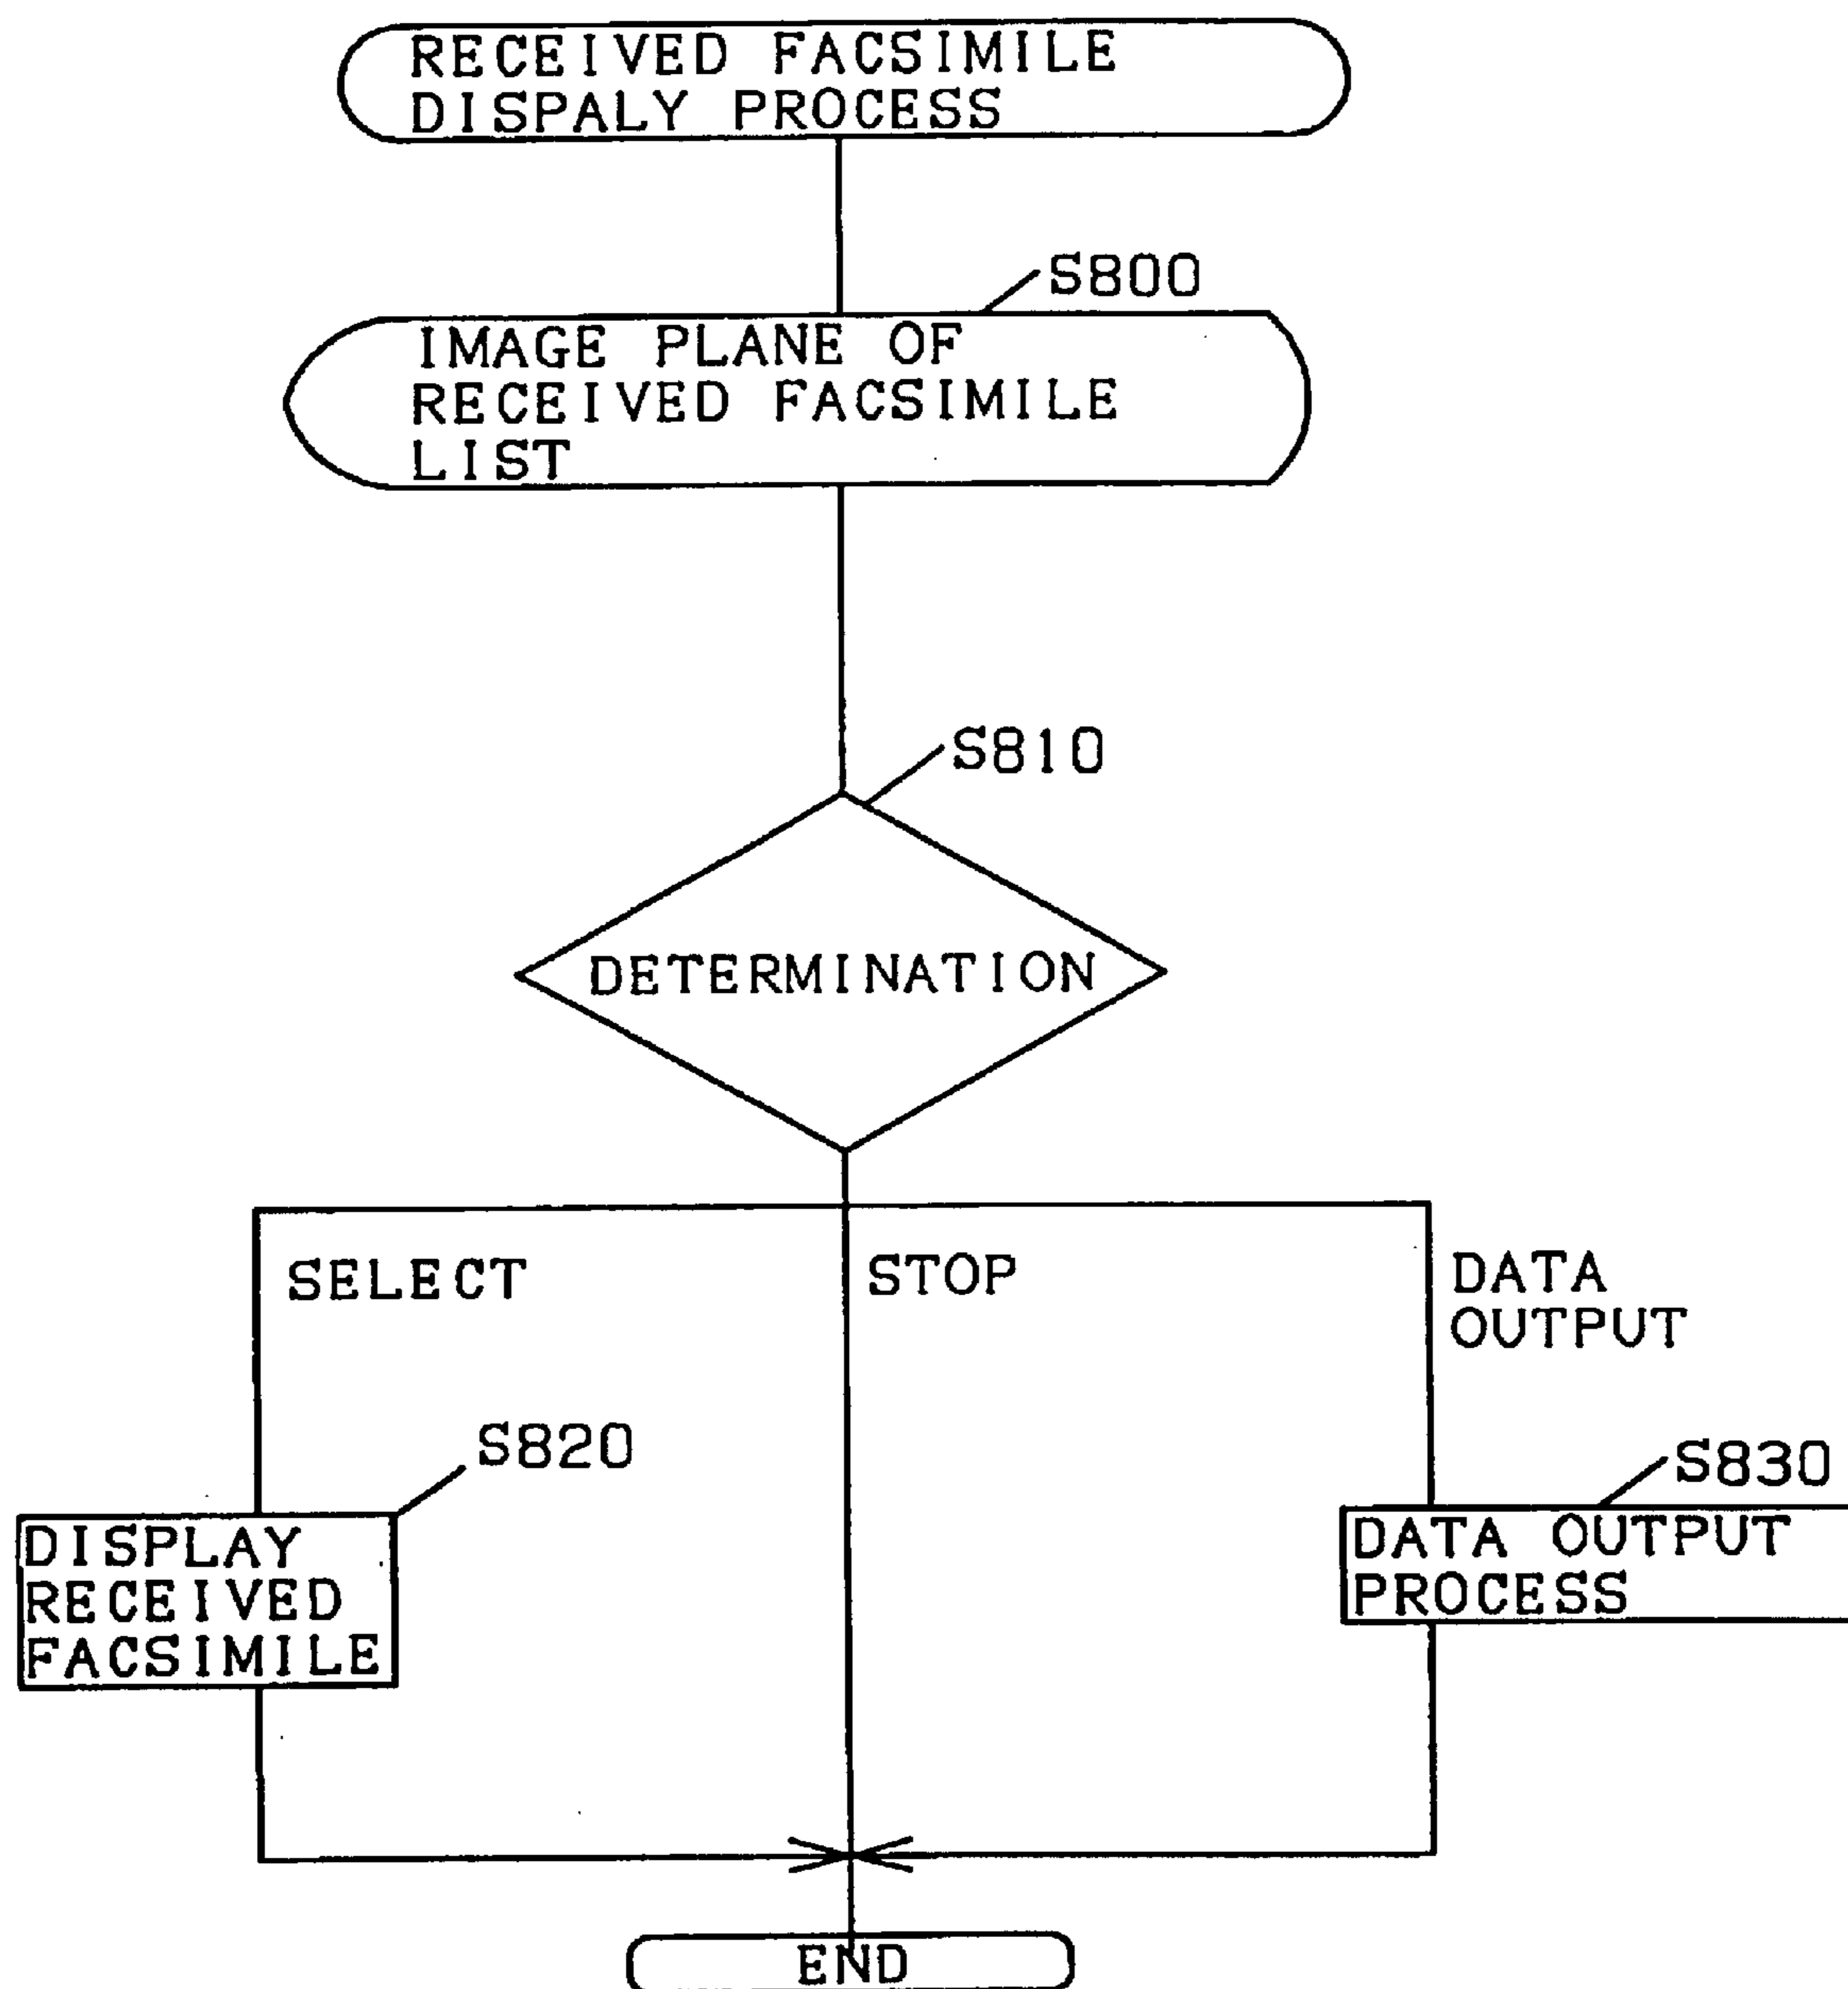 RECEIVED FACSIMILE
DISPALY PROCESS
S800
IMAGE PLANE OF
RECEIVED FACSIMILE
LIST
S810
DETERMINATION
SELECT
STOP
DATA
OUTPUT
S820
DISPLAY
RECEIVED
FACSIMILE
S830
DATA OUTPUT
PROCESS
END